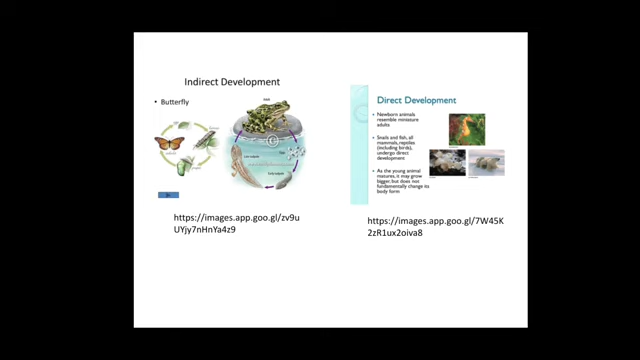 Indirect Development
• Butterfly
https://images.app.goo.gl/zv9u
UYjy7nHnYa4z9
Direct Development
• Newborn animals
resemble miniature
adults
• Snails and fish, all
mammals, reptiles
(including birds)
undergo direct
development
• As the young animal
matures, it may grow
bigger, but does not
fundamentally change its
body form
https://images.app.goo.gl/7W45K
2zR1ux2oiva8